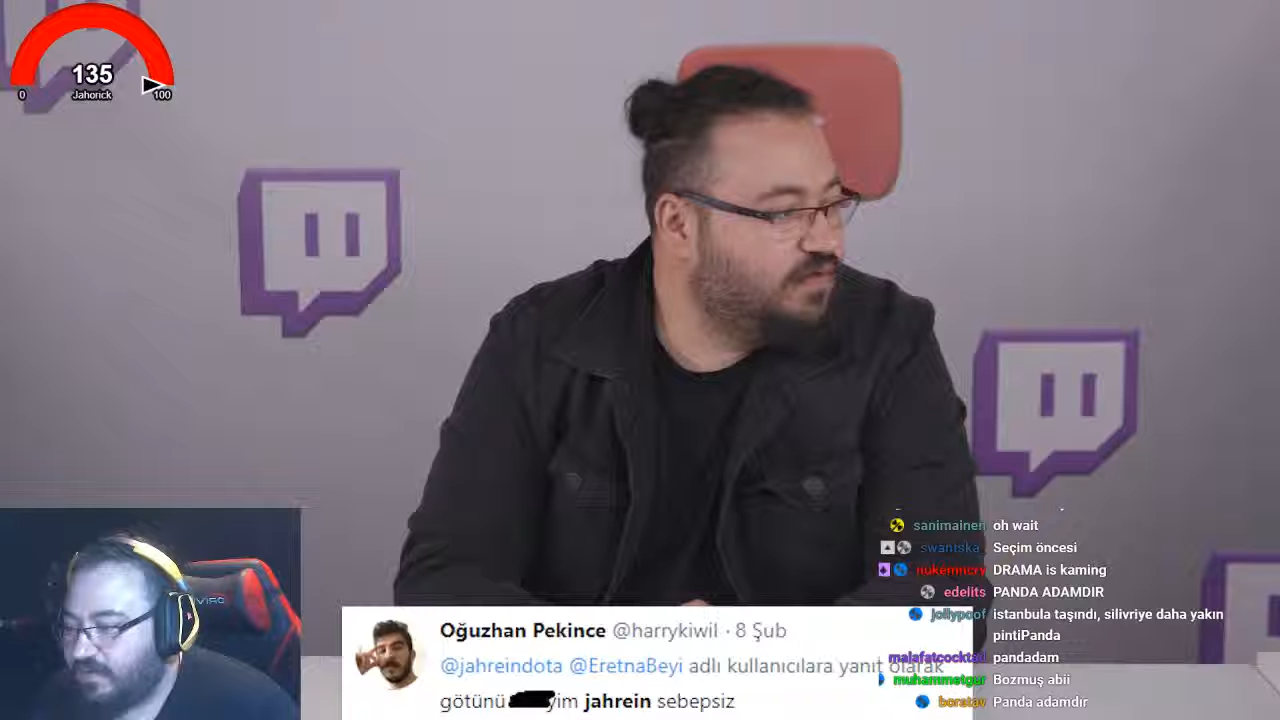 135
Jahorick
0
100
sanimainen oh wait
swaniska_ Seçim öncesi
nukemncry DRAMA is kaming
edelits PANDA ADAMDIR
jollypoof istanbula taşındı, silivriye daha yakın
pintiPanda
malafatcocktail pandadam
muhammetgur Bozmuş abii
boratav Panda adamdır
Oğuzhan Pekince @harrykiwil · 8 Şub
@jahreindota @EretnaBeyi adlı kullanıcılara yanıt olarak
götünü yim jahrein sebepsiz